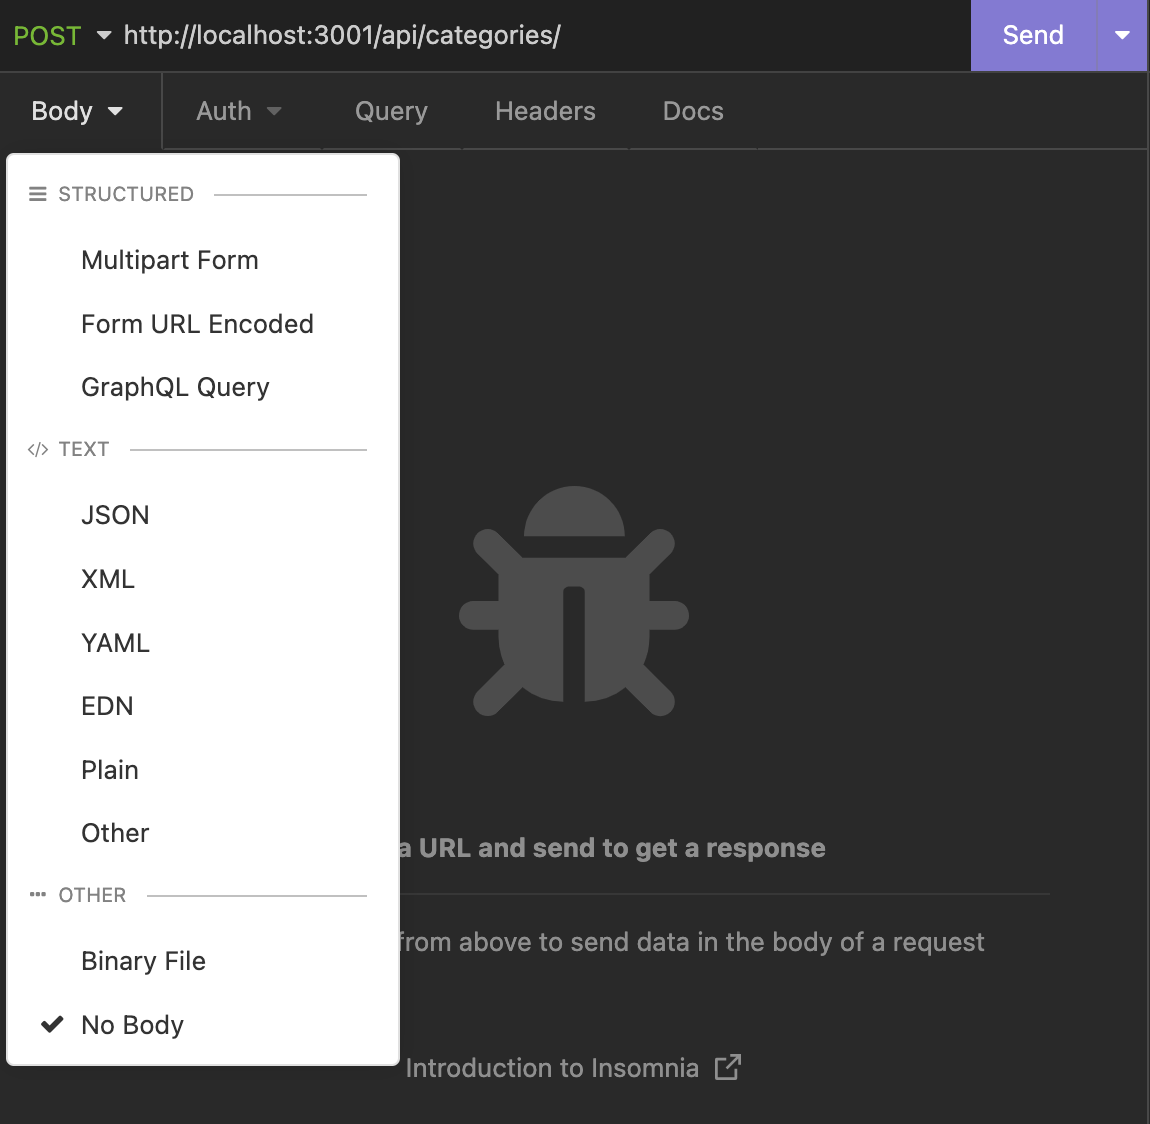 POST http://localhost:3001/api/categories/ Send
Body Auth Query Headers Docs
STRUCTURED
Multipart Form
Form URL Encoded
GraphQL Query
</> TEXT
JSON
XML
YAML
EDN
Plain
Other
a URL and send to get a response
OTHER
from above to send data in the body of a request
Binary File
No Body
Introduction to Insomnia